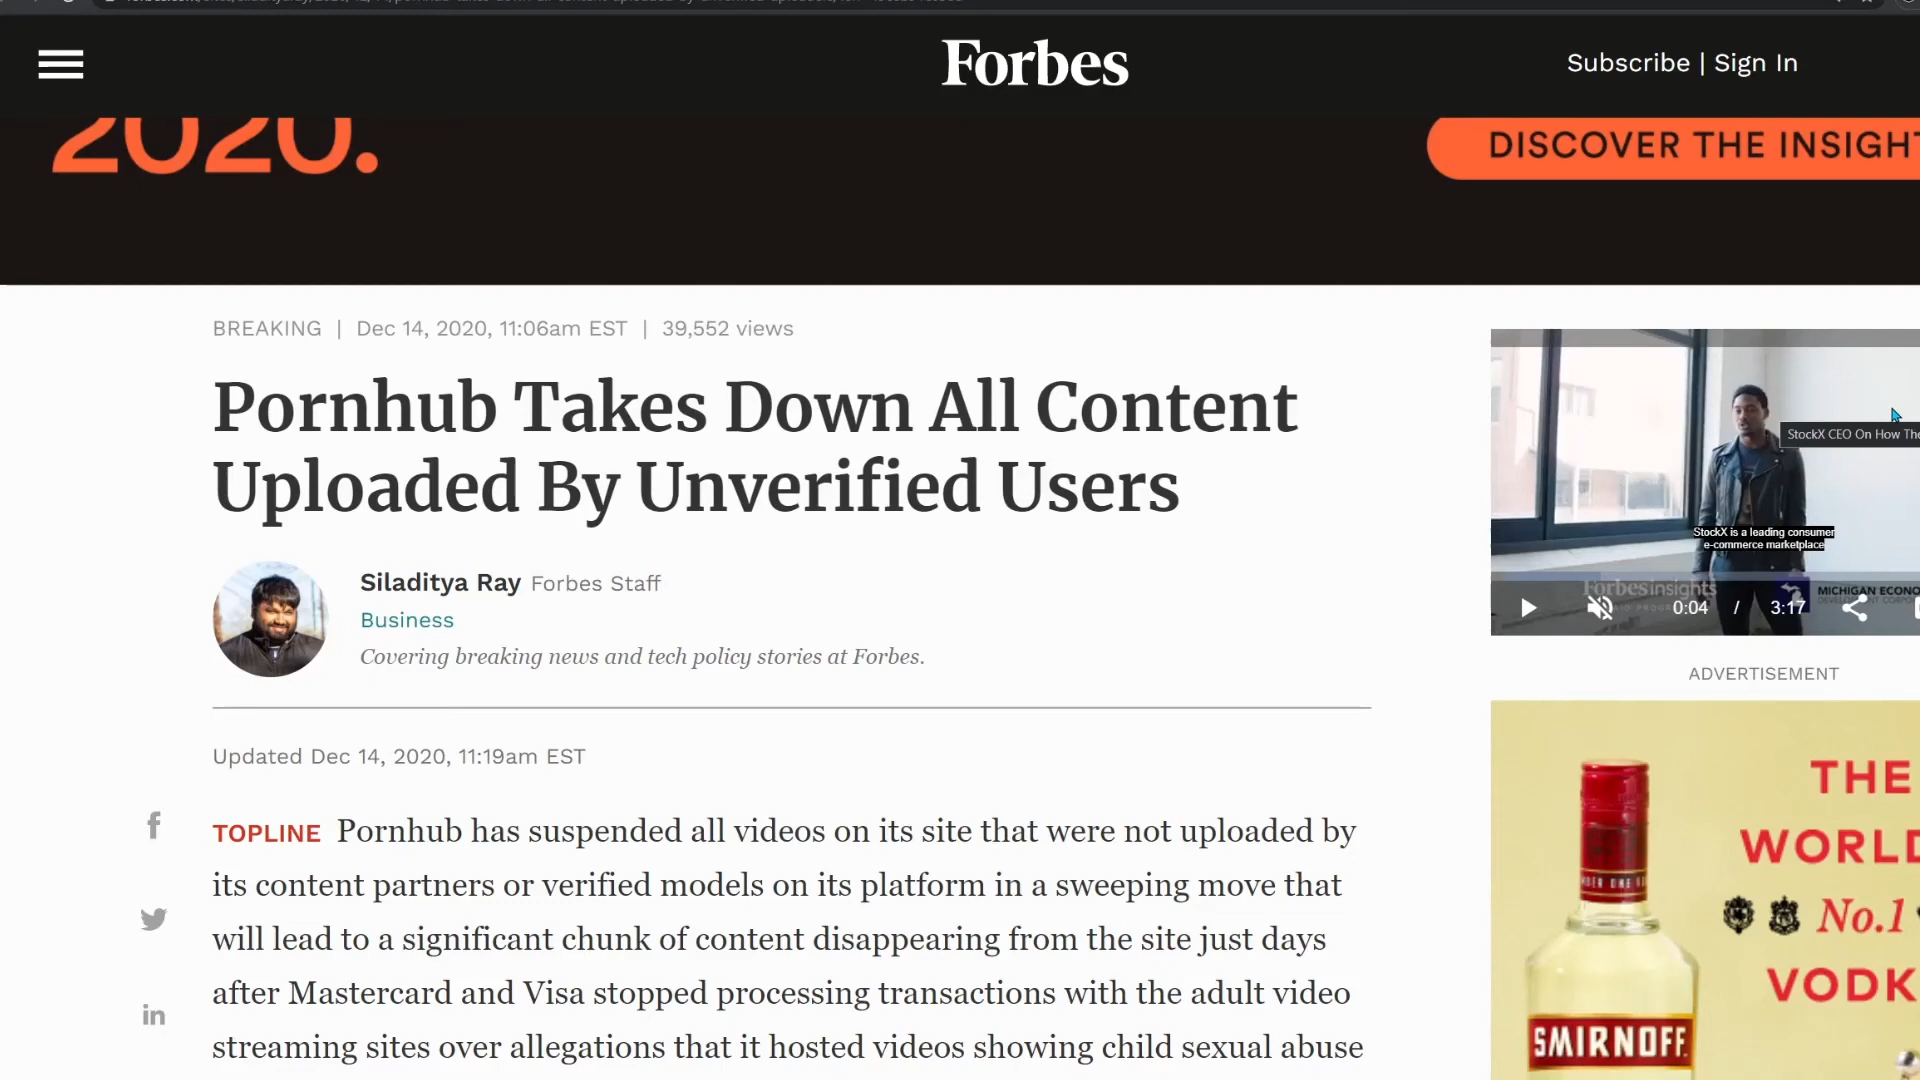 Forbes
Subscribe | Sign In
2020.
DISCOVER THE INSIGHT
BREAKING | Dec 14, 2020, 11:06am EST | 39,552 views
Pornhub Takes Down All Content
Uploaded By Unverified Users
Siladitya Ray Forbes Staff
Business
Covering breaking news and tech policy stories at Forbes.
Updated Dec 14, 2020, 11:19am EST
TOPLINE Pornhub has suspended all videos on its site that were not uploaded by
its content partners or verified models on its platform in a sweeping move that
will lead to a significant chunk of content disappearing from the site just days
after Mastercard and Visa stopped processing transactions with the adult video
streaming sites over allegations that it hosted videos showing child sexual abuse
StockX CEO On How The
StockX is a leading consumer
e-commerce marketplace
Forbesinsights
MICHIGAN ECONO
0:04 / 3:17
ADVERTISEMENT
THE
WORLD
No.1
VODK
SMIRNOFF